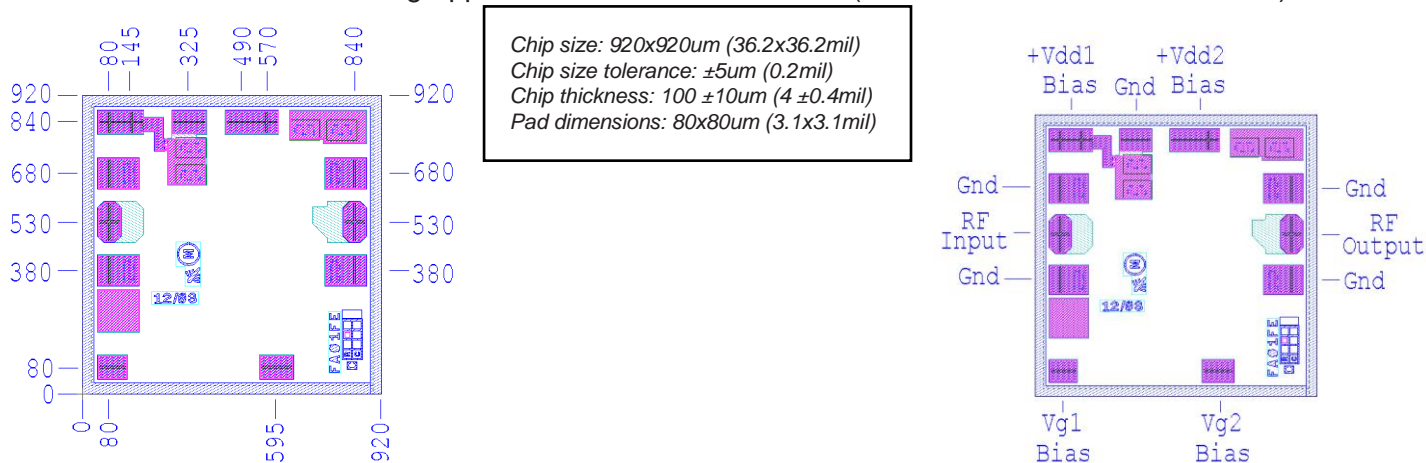 Chip size: 920x920um (36.2x36.2mil)
Chip size tolerance: ±5um (0.2mil)
Chip thickness: 100 ±10um (4 ±0.4mil)
Pad dimensions: 80x80um (3.1x3.1mil)
80 145 325 490 570 840
920 920
840
680 680
530 530
380 380
M
12/03
FA01FE
80
0
0 80 595 920
+Vdd1 Bias
Gnd
+Vdd2 Bias
Gnd Gnd
RF Input
RF Output
Gnd Gnd
M
12/03
FA01FE
Vg1 Bias
Vg2 Bias